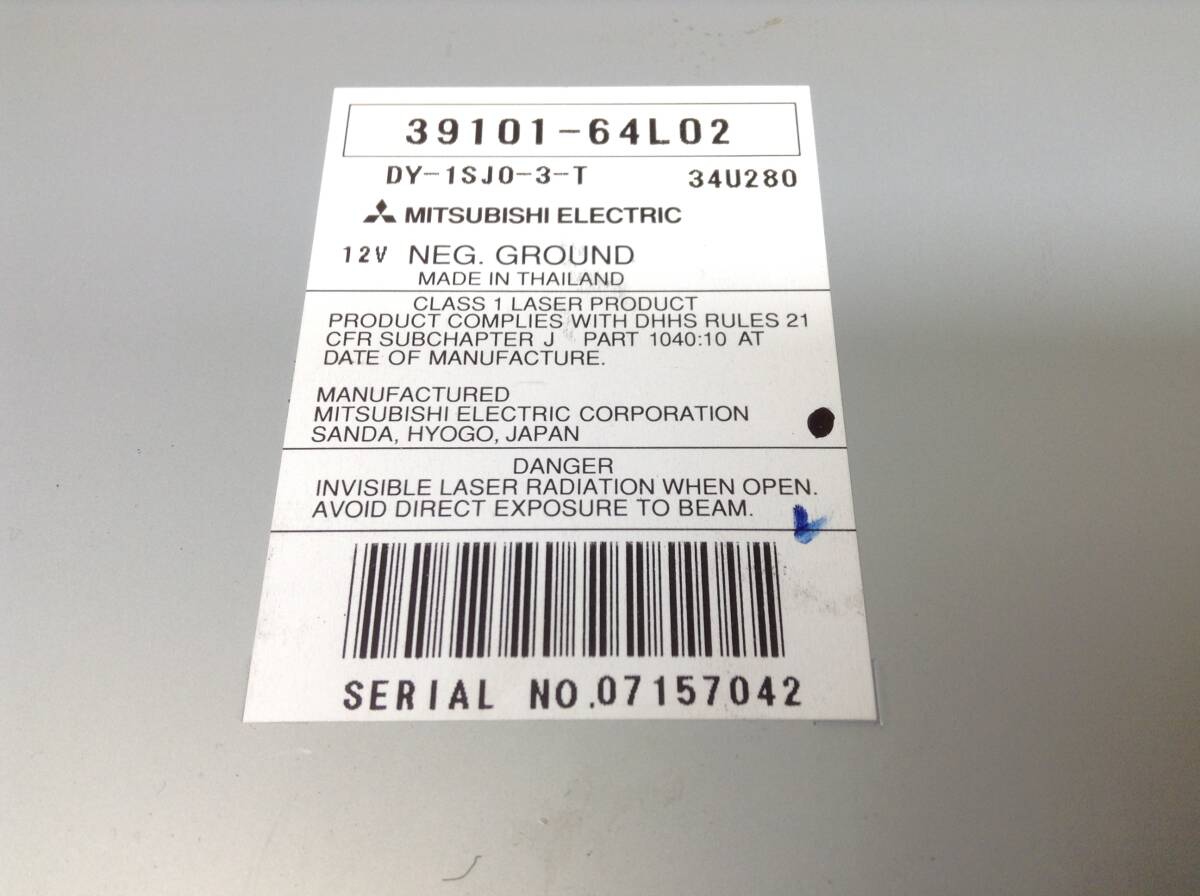 39101-64L02
DY-1SJ0-3-T 34U280
MITSUBISHI ELECTRIC
12V NEG. GROUND
MADE IN THAILAND
CLASS 1 LASER PRODUCT
PRODUCT COMPLIES WITH DHHS RULES 21
CFR SUBCHAPTER J PART 1040:10 AT
DATE OF MANUFACTURE.
MANUFACTURED
MITSUBISHI ELECTRIC CORPORATION
SANDA, HYOGO, JAPAN
DANGER
INVISIBLE LASER RADIATION WHEN OPEN.
AVOID DIRECT EXPOSURE TO BEAM.
SERIAL NO.07157042